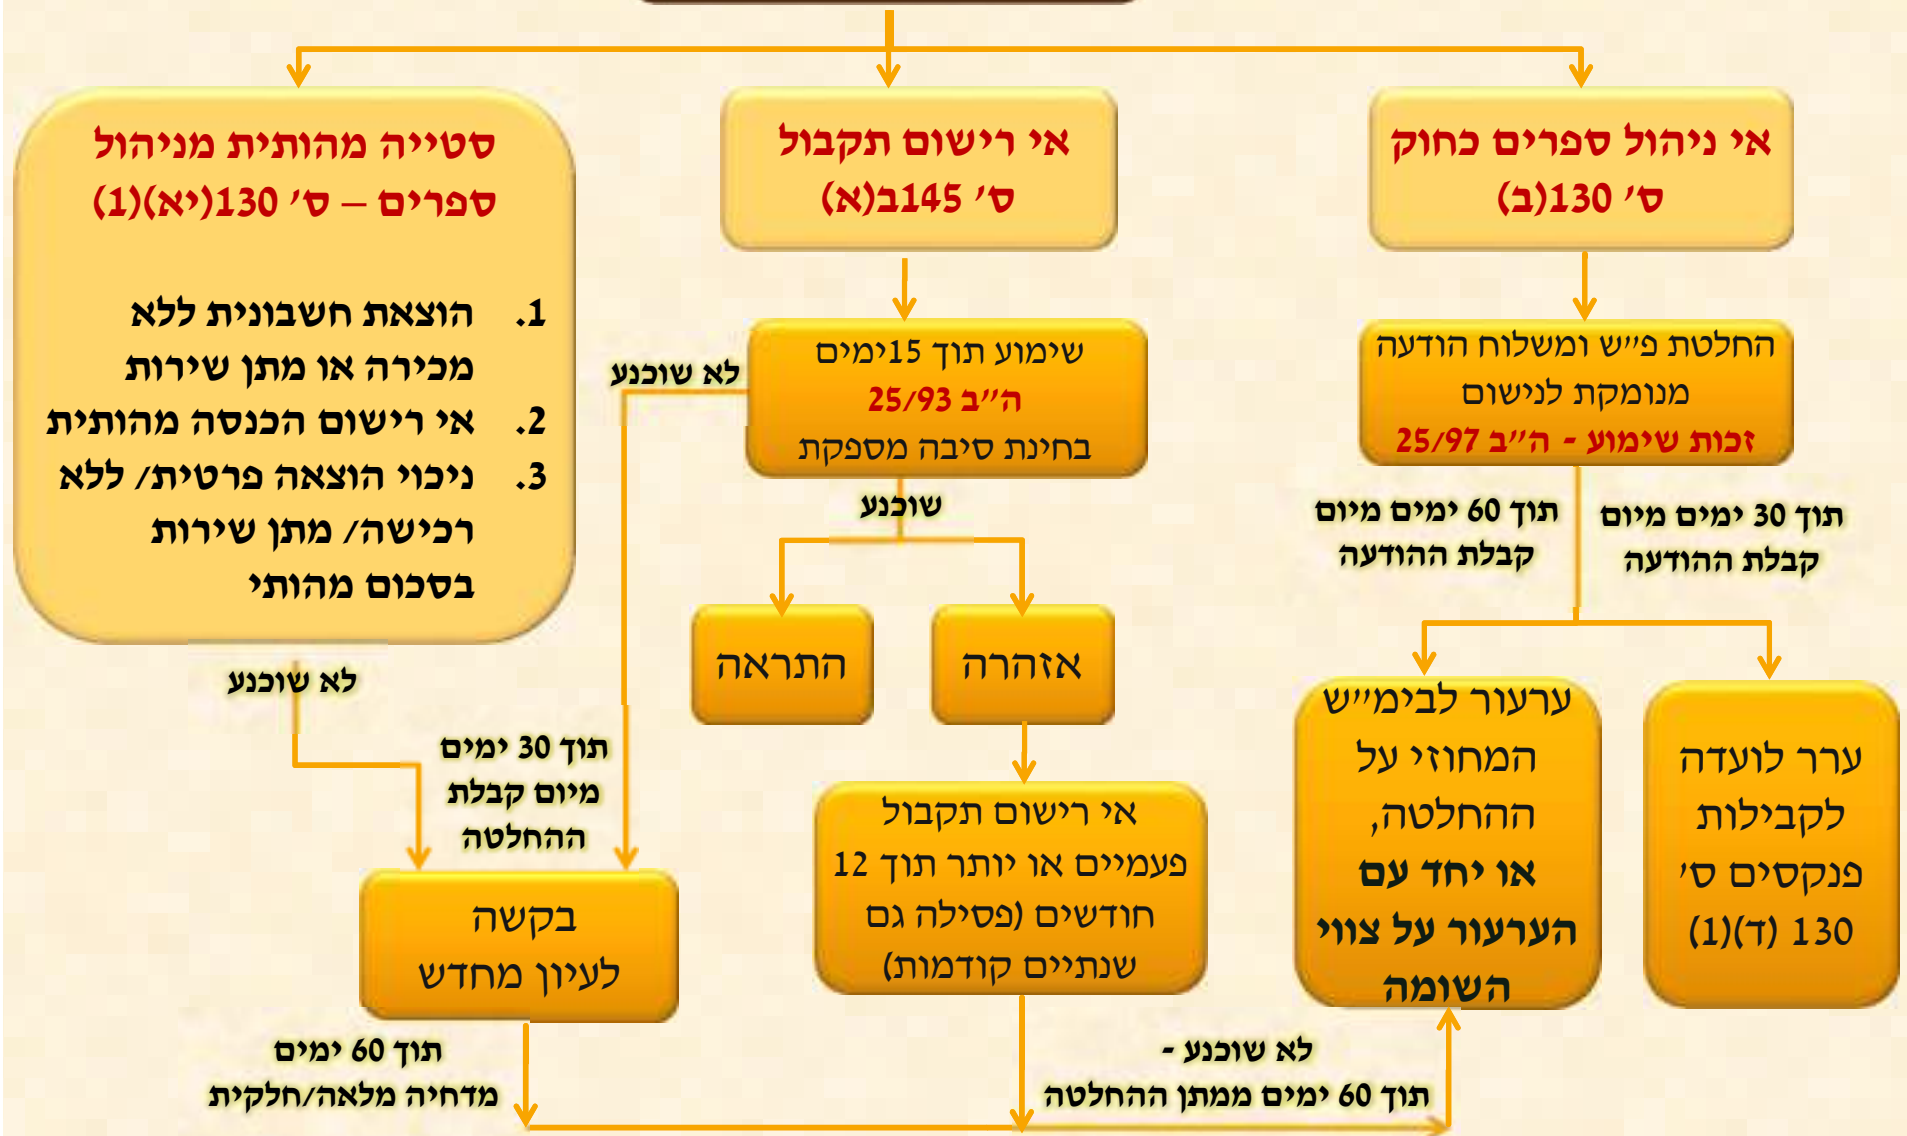 אי ניהול ספרים כחוק
ס' 130(ב)
החלטת פ״ש ומשלוח הודעה
מנומקת לנישום
זכות שימוע - ה״ב 25/97
תוך 30 ימים מיום
קבלת ההודעה
תוך 60 ימים מיום
קבלת ההודעה
ערר לועדה
לקבילות
פנקסים ס'
130 (ד)(1)
ערעור לבימ״ש
המחוזי על
ההחלטה,
או יחד עם
הערעור על צווי
השומה
אי רישום תקבול
ס' 145ב(א)
שימוע תוך 15ימים
ה״ב 25/93
בחינת סיבה מספקת
לא שוכנע
שוכנע
אזהרה
התראה
אי רישום תקבול
פעמיים או יותר תוך 12
חודשים (פסילה גם
שנתיים קודמות)
לא שוכנע -
תוך 60 ימים ממתן ההחלטה
סטייה מהותית מניהול
ספרים – ס' 130(יא)(1)
1. הוצאת חשבונית ללא
מכירה או מתן שירות
2. אי רישום הכנסה מהותית
3. ניכוי הוצאה פרטית/ ללא
רכישה/ מתן שירות
בסכום מהותי
לא שוכנע
תוך 30 ימים
מיום קבלת
ההחלטה
בקשה
לעיון מחדש
תוך 60 ימים
מדחיה מלאה/חלקית